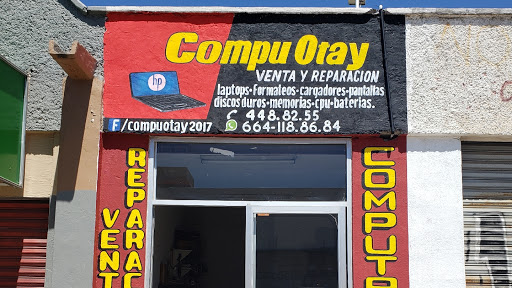 Compu Otay
VENTA Y REPARACION
laptops•Formateos•cargadores•pantallas
discos duros•memorias•cpu•baterias.
448.82.55
f/compuotay2017
664-118.86.84
hp
VENT
REPARAC
COMPUT